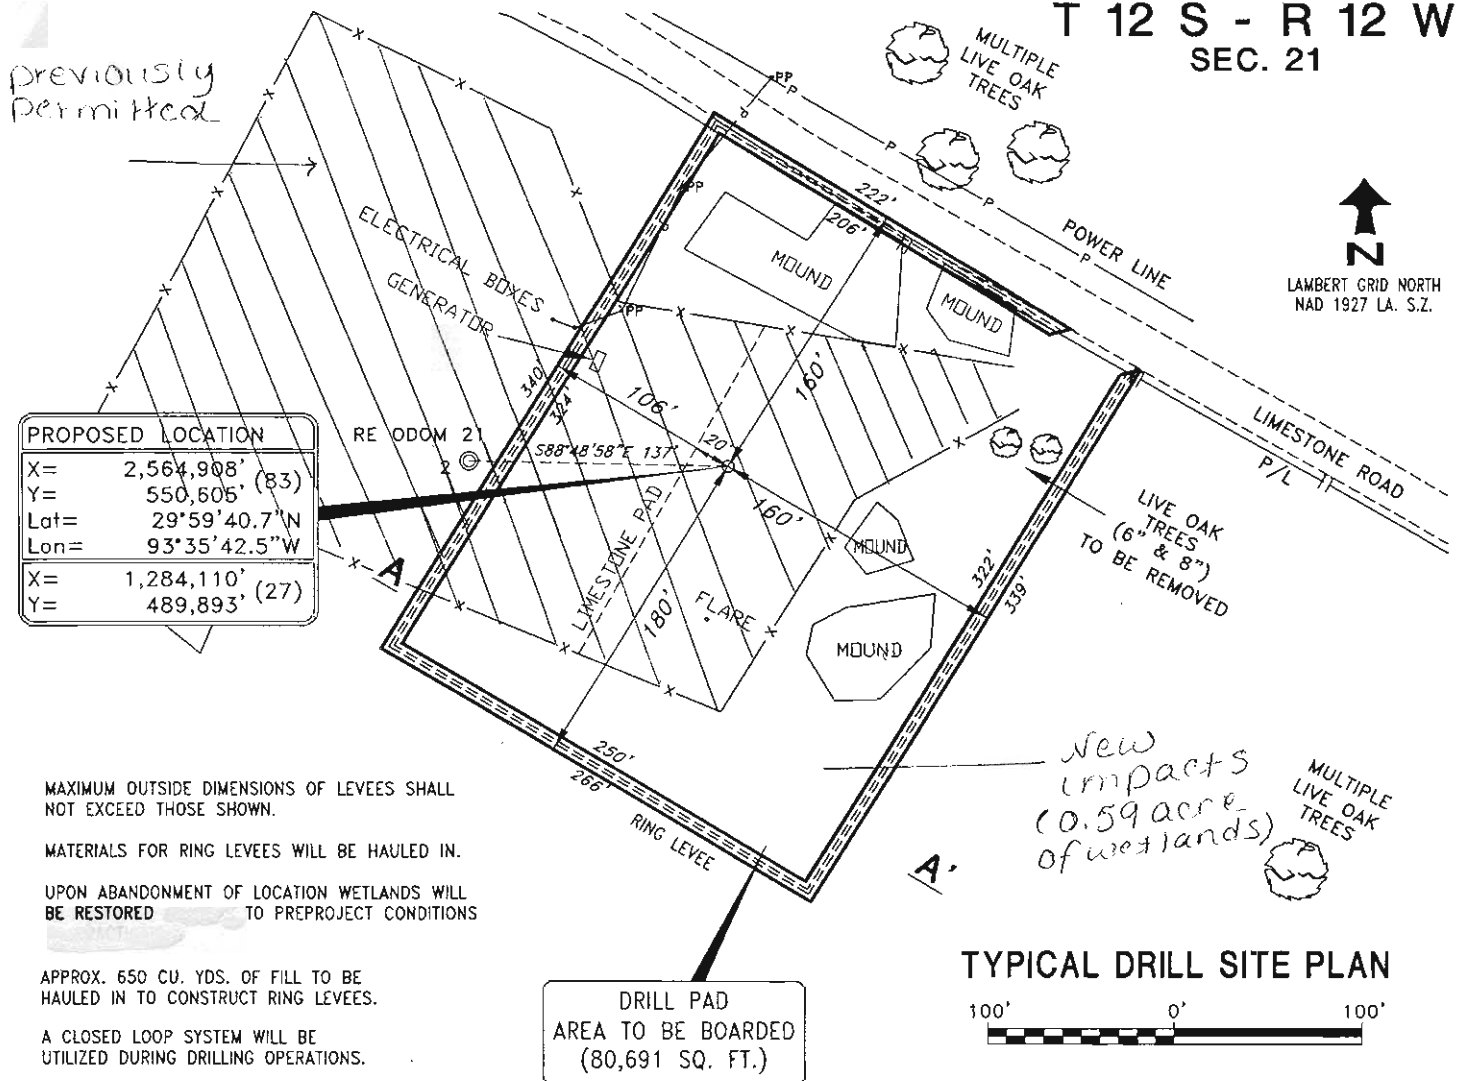 T 12 S - R 12 W
SEC. 21
previously
permitted
MULTIPLE
LIVE OAK
TREES
PP
P
P
P
P
POWER LINE
N
LAMBERT GRID NORTH
NAD 1927 LA. S.Z.
222'
206'
MOUND
MOUND
PP
ELECTRICAL BOXES
GENERATOR
PP
340'
324'
106'
160'
20'
RE ODOM 21
2
S88°48'58"E 137'
PROPOSED LOCATION
X= 2,564,908' (83)
Y= 550,605'
Lat= 29°59'40.7"N
Lon= 93°35'42.5"W
X= 1,284,110' (27)
Y= 489,893'
LIMESTONE ROAD
P/L
LIVE OAK
TREES
(6" & 8")
TO BE REMOVED
LIMESTONE PAD
160'
MOUND
322'
339'
A
180'
FLARE
MOUND
250'
266'
RING LEVEE
New
impacts
(0.59 acre
of wetlands)
A'
MULTIPLE
LIVE OAK
TREES
MAXIMUM OUTSIDE DIMENSIONS OF LEVEES SHALL
NOT EXCEED THOSE SHOWN.
MATERIALS FOR RING LEVEES WILL BE HAULED IN.
UPON ABANDONMENT OF LOCATION WETLANDS WILL
BE RESTORED TO PREPROJECT CONDITIONS
APPROX. 650 CU. YDS. OF FILL TO BE
HAULED IN TO CONSTRUCT RING LEVEES.
A CLOSED LOOP SYSTEM WILL BE
UTILIZED DURING DRILLING OPERATIONS.
DRILL PAD
AREA TO BE BOARDED
(80,691 SQ. FT.)
TYPICAL DRILL SITE PLAN
100' 0' 100'